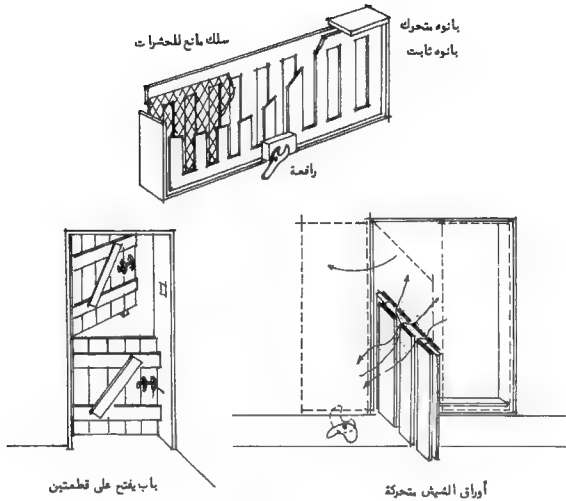 بانوه متحرك
بانوه ثابت
سلك مانع للحشرات
رافعة
باب يفتح على قطعتين
أوراق الشيش متحركة